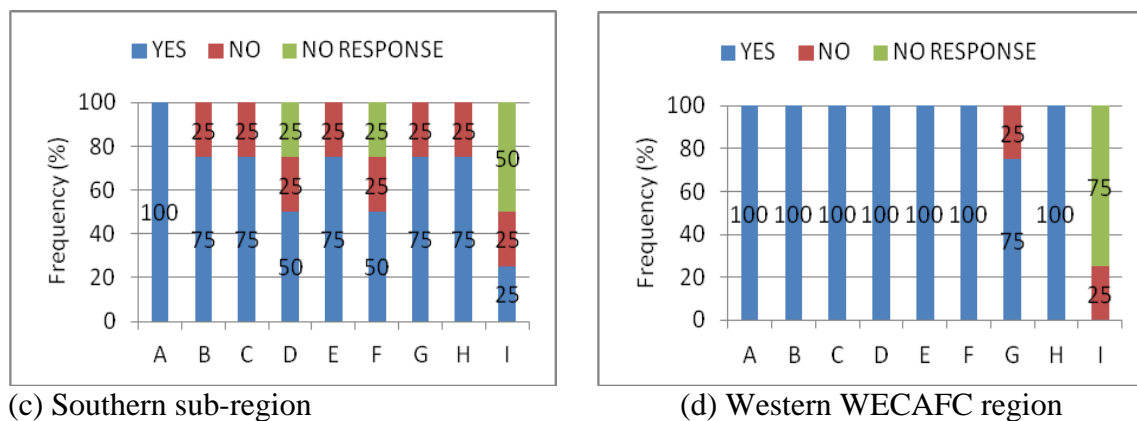 YES NO NO RESPONSE
Frequency (%)
100
80
60
40
20
0
100
25 25 25 25 25 25 25 50
25 25 25
75 75 50 75 50 75 75 25
A B C D E F G H I
(c) Southern sub-region
YES NO NO RESPONSE
Frequency (%)
100
80
60
40
20
0
25
75
100 100 100 100 100 100 75 100 25
A B C D E F G H I
(d) Western WECAFC region